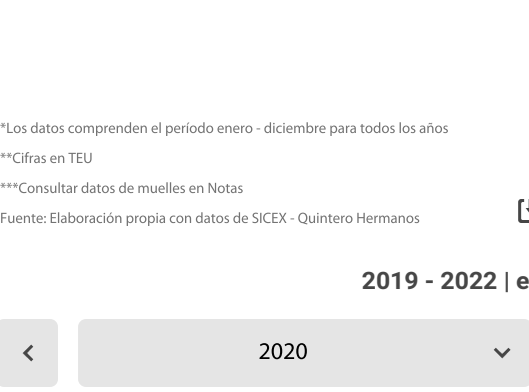 *Los datos comprenden el período enero - diciembre para todos los años
**Cifras en TEU
***Consultar datos de muelles en Notas
Fuente: Elaboración propia con datos de SICEX - Quintero Hermanos
2019 - 2022 | e
2020